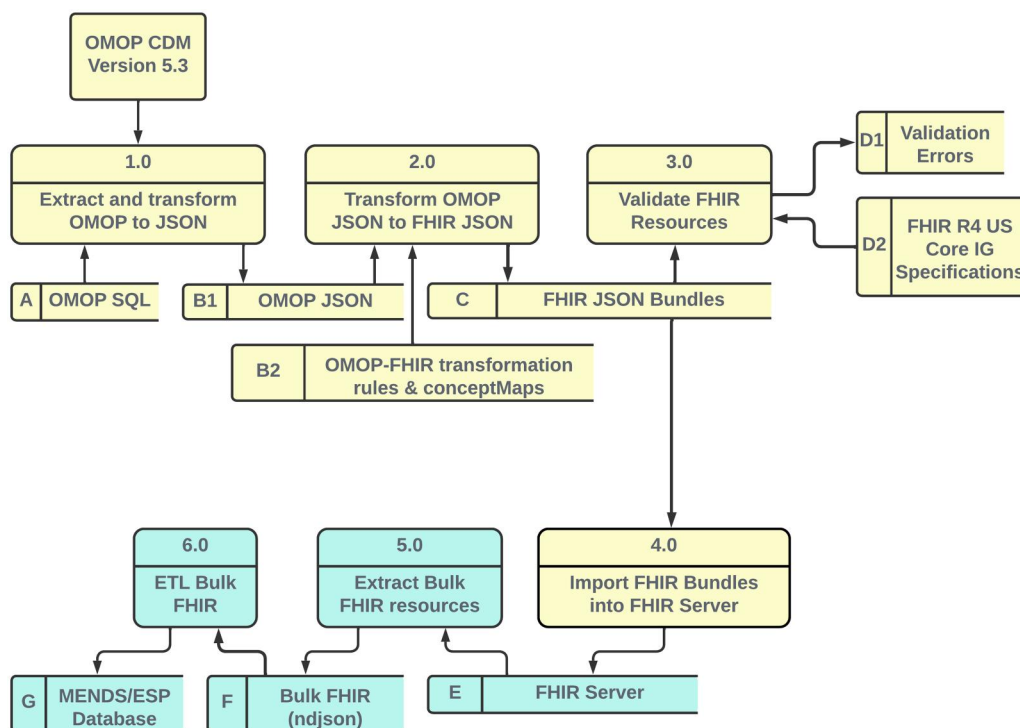 OMOP CDM
Version 5.3
1.0
Extract and transform
OMOP to JSON
2.0
Transform OMOP
JSON to FHIR JSON
3.0
Validate FHIR
Resources
D1
Validation
Errors
D2
FHIR R4 US
Core IG
Specifications
A
OMOP SQL
B1
OMOP JSON
C
FHIR JSON Bundles
B2
OMOP-FHIR transformation
rules & conceptMaps
6.0
ETL Bulk
FHIR
5.0
Extract Bulk
FHIR resources
4.0
Import FHIR Bundles
into FHIR Server
G
MENDS/ESP
Database
F
Bulk FHIR
(ndjson)
E
FHIR Server